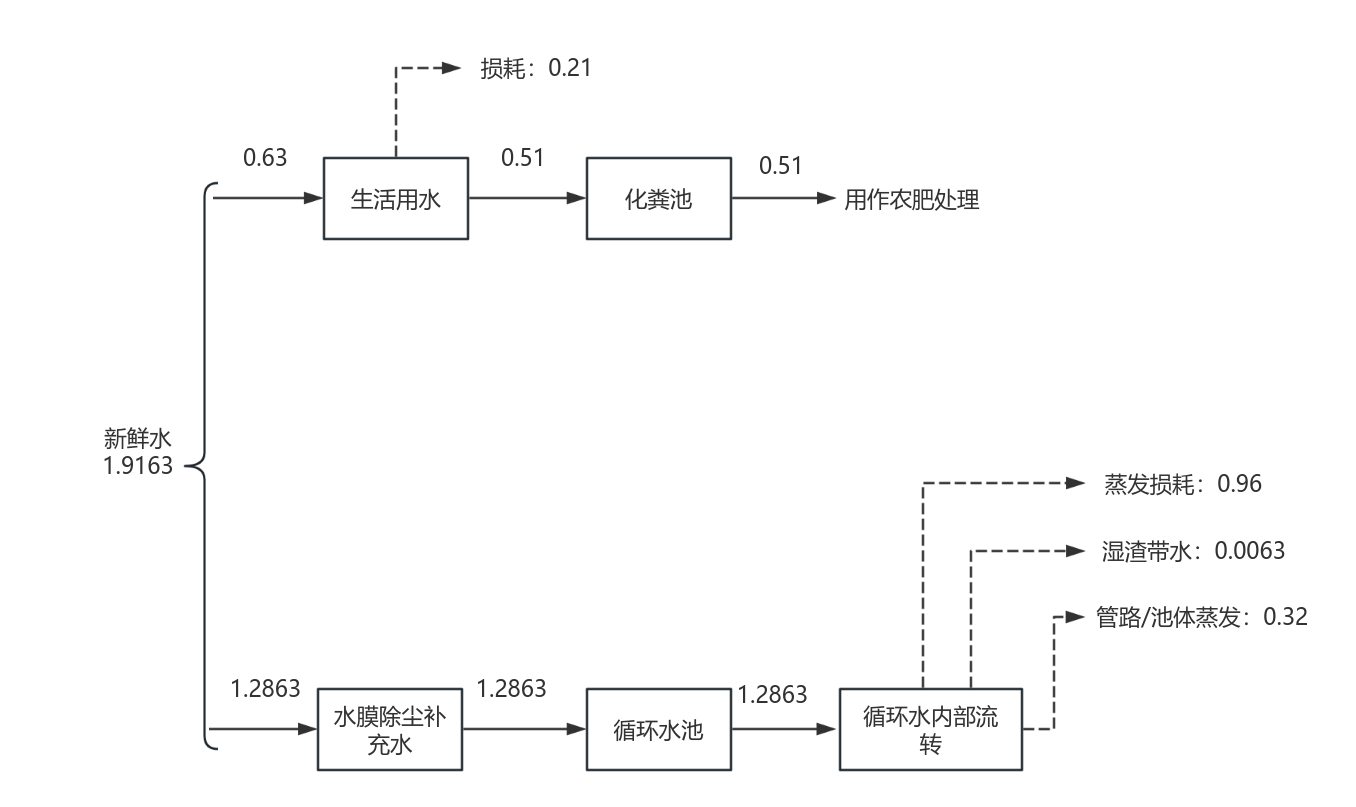 损耗：0.21
0.63
0.51
0.51
生活用水
化粪池
用作农肥处理
新鲜水
1.9163
蒸发损耗：0.96
湿渣带水：0.0063
管路/池体蒸发：0.32
1.2863
1.2863
1.2863
水膜除尘补
充水
循环水池
循环水内部流
转